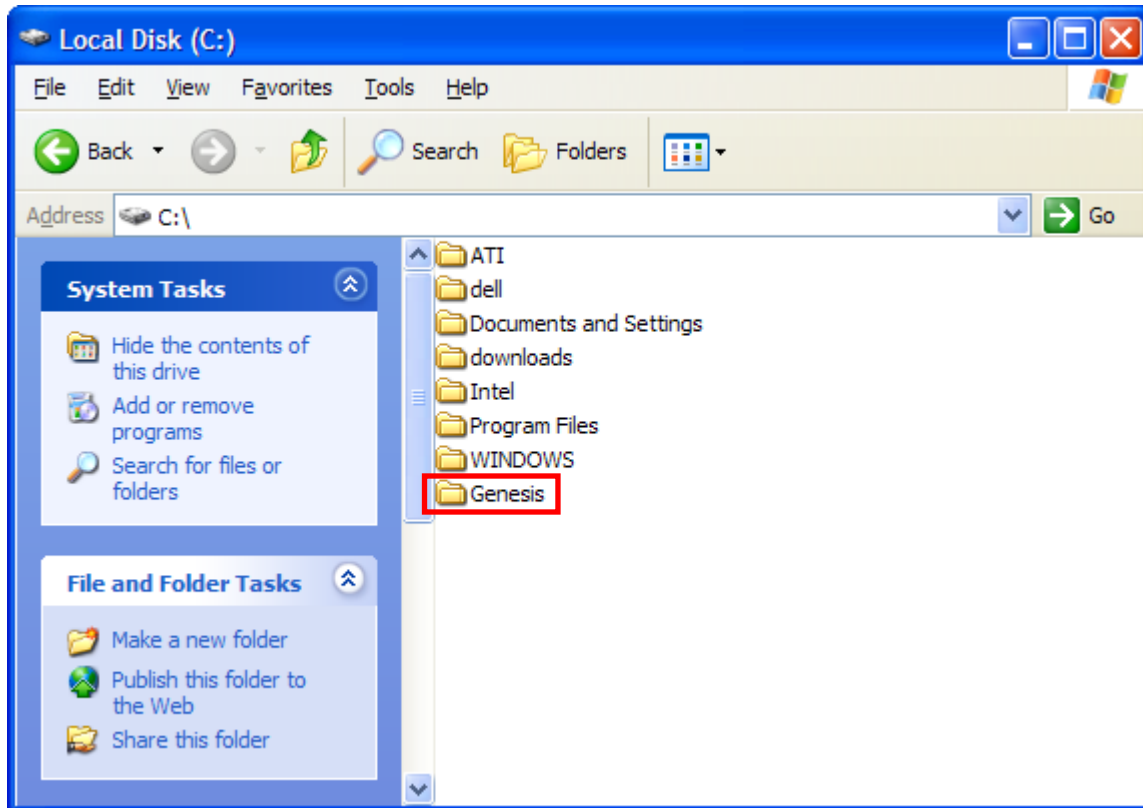 Local Disk (C:)
File Edit View Favorites Tools Help
Back Search Folders
Address C:\ Go
System Tasks
Hide the contents of
this drive
Add or remove
programs
Search for files or
folders
File and Folder Tasks
Make a new folder
Publish this folder to
the Web
Share this folder
ATI
dell
Documents and Settings
downloads
Intel
Program Files
WINDOWS
Genesis